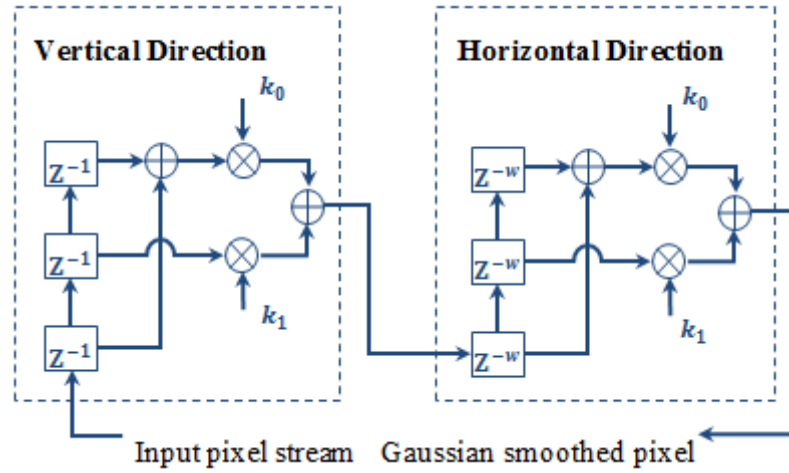 Vertical Direction
k₀
Z⁻¹
Z⁻¹
k₁
Z⁻¹
Horizontal Direction
k₀
Z⁻ʷ
Z⁻ʷ
k₁
Z⁻ʷ
Input pixel stream
Gaussian smoothed pixel